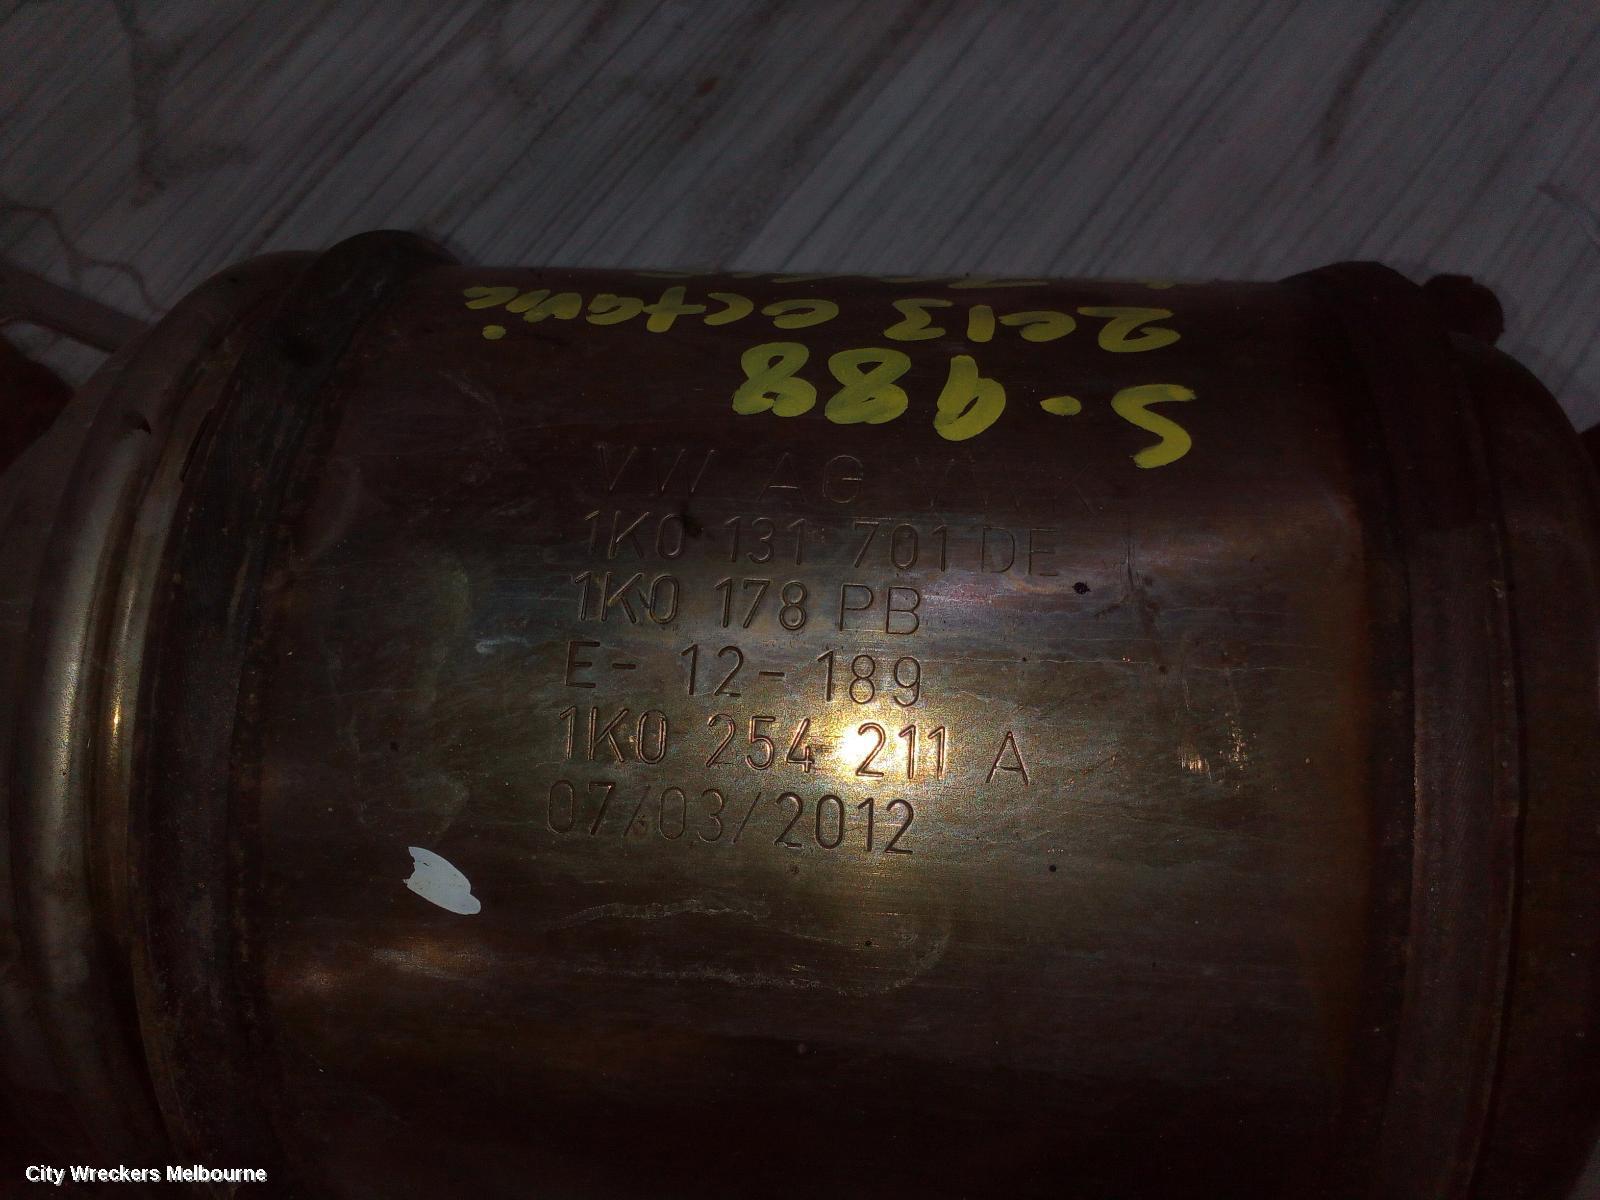 2013 octavia
S-988
VW AG VWK
1K0 131 701 DE
1K0 178 PB
E- 12- 189
1K0 254 211 A
07/03/2012
City Wreckers Melbourne